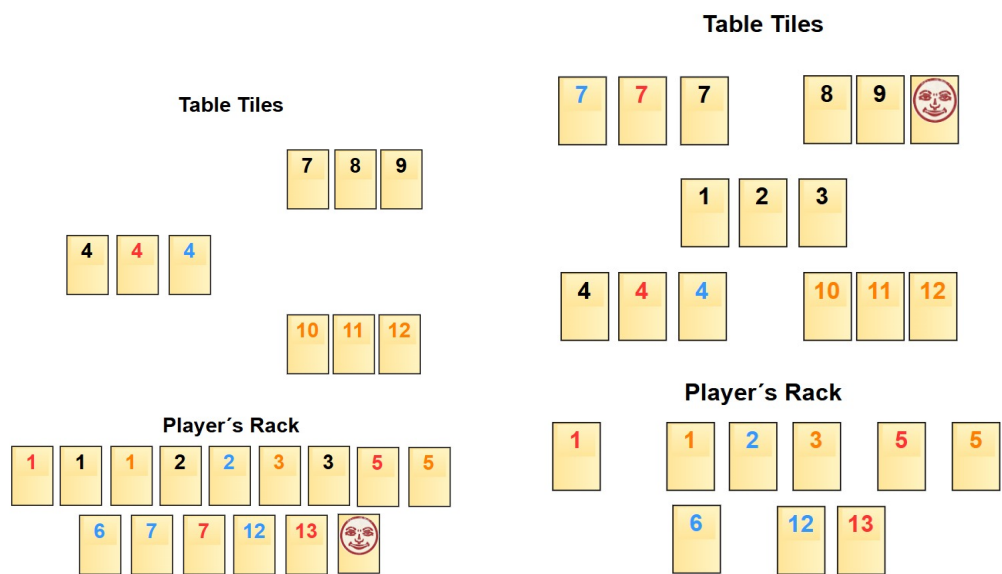 Table Tiles
7 8 9
4 4 4
10 11 12
Player´s Rack
1 1 1 2 2 3 3 5 5
6 7 7 12 13
Table Tiles
7 7 7 8 9
1 2 3
4 4 4 10 11 12
Player´s Rack
1 1 2 3 5 5
6 12 13